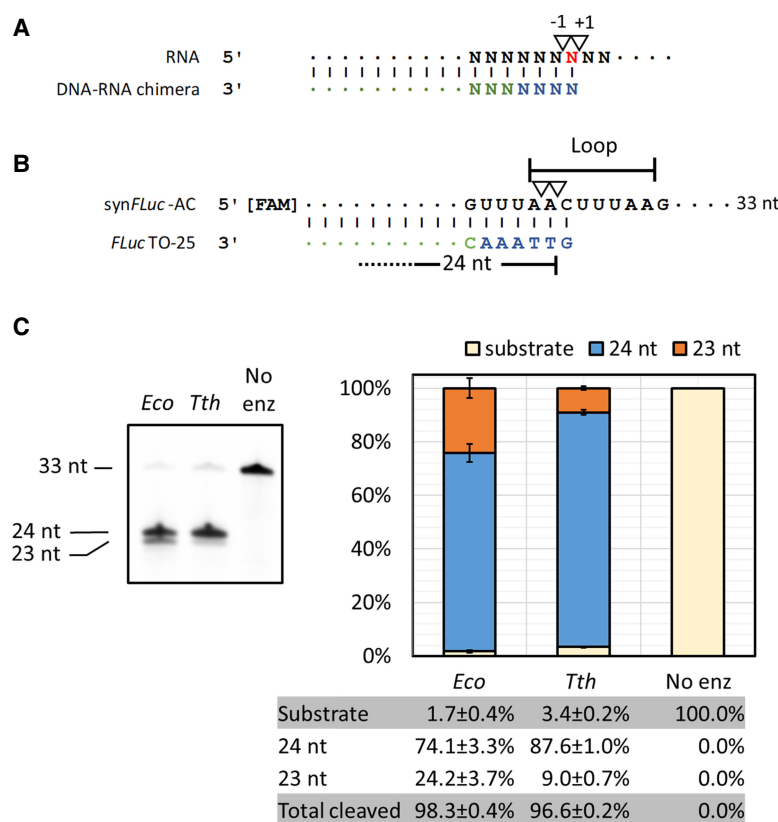 A
-1 +1
RNA 5' · · · · · · · · · · NNNNNNNNN · · · ·
DNA-RNA chimera 3' · · · · · · · · · · NNNNNNN
B
Loop
synFLuc-AC 5' [FAM] · · · · · · · · · · GUUUAACUUUAAG · · · · 33 nt
FLuc TO-25 3' · · · · · · · · · · CAAATTG
24 nt
C
substrate 24 nt 23 nt
Eco Tth No enz
33 nt
24 nt
23 nt
100%
80%
60%
40%
20%
0%
Eco Tth No enz
Substrate 1.7±0.4% 3.4±0.2% 100.0%
24 nt 74.1±3.3% 87.6±1.0% 0.0%
23 nt 24.2±3.7% 9.0±0.7% 0.0%
Total cleaved 98.3±0.4% 96.6±0.2% 0.0%